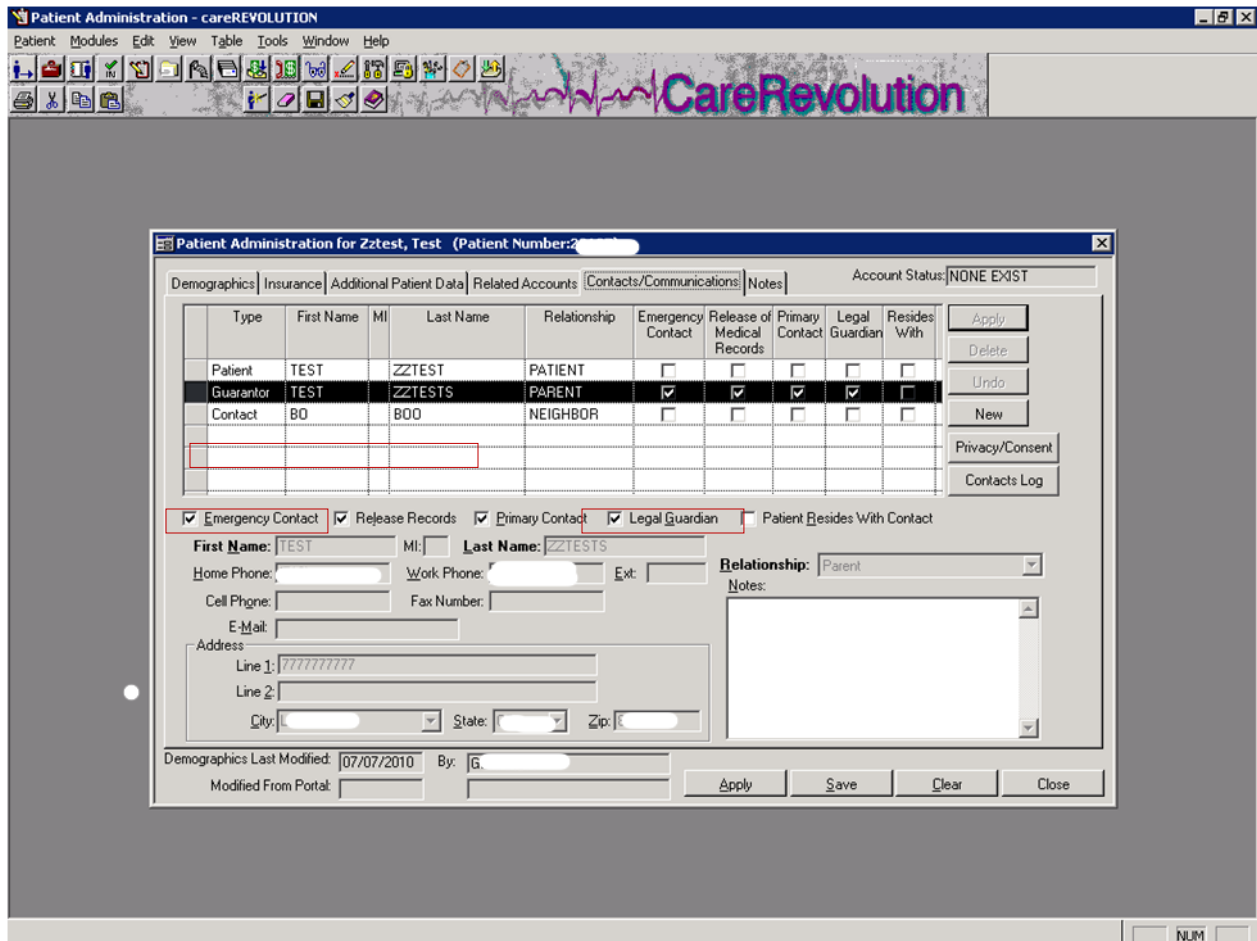 Patient Administration - careREVOLUTION
Patient Modules Edit View Table Tools Window Help
CareRevolution
Patient Administration for Zztest, Test (Patient Number:2
Demographics Insurance Additional Patient Data Related Accounts Contacts/Communications Notes Account Status: NONE EXIST
Type First Name MI Last Name Relationship Emergency Contact Release of Medical Records Primary Contact Legal Guardian Resides With
Apply
Delete
Patient TEST ZZTEST PATIENT
Undo
Guarantor TEST ZZTESTS PARENT
New
Contact BO BOO NEIGHBOR
Privacy/Consent
Contacts Log
Emergency Contact Release Records Primary Contact Legal Guardian Patient Resides With Contact
First Name: TEST MI: Last Name: ZZTESTS
Home Phone: Work Phone: Ext: Relationship: Parent
Cell Phone: Fax Number: Notes:
E-Mail:
Address
Line 1: 7777777777
Line 2:
City: State: Zip:
Demographics Last Modified: 07/07/2010 By: G.
Modified From Portal: Apply Save Clear Close
NUM